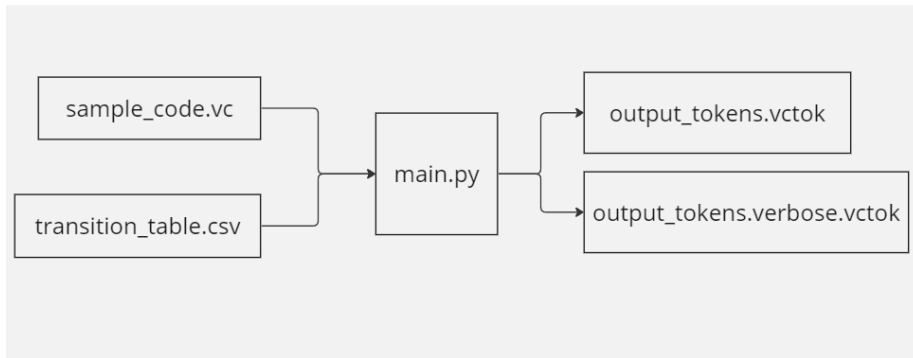 sample_code.vc
transition_table.csv
main.py
output_tokens.vctok
output_tokens.verbose.vctok